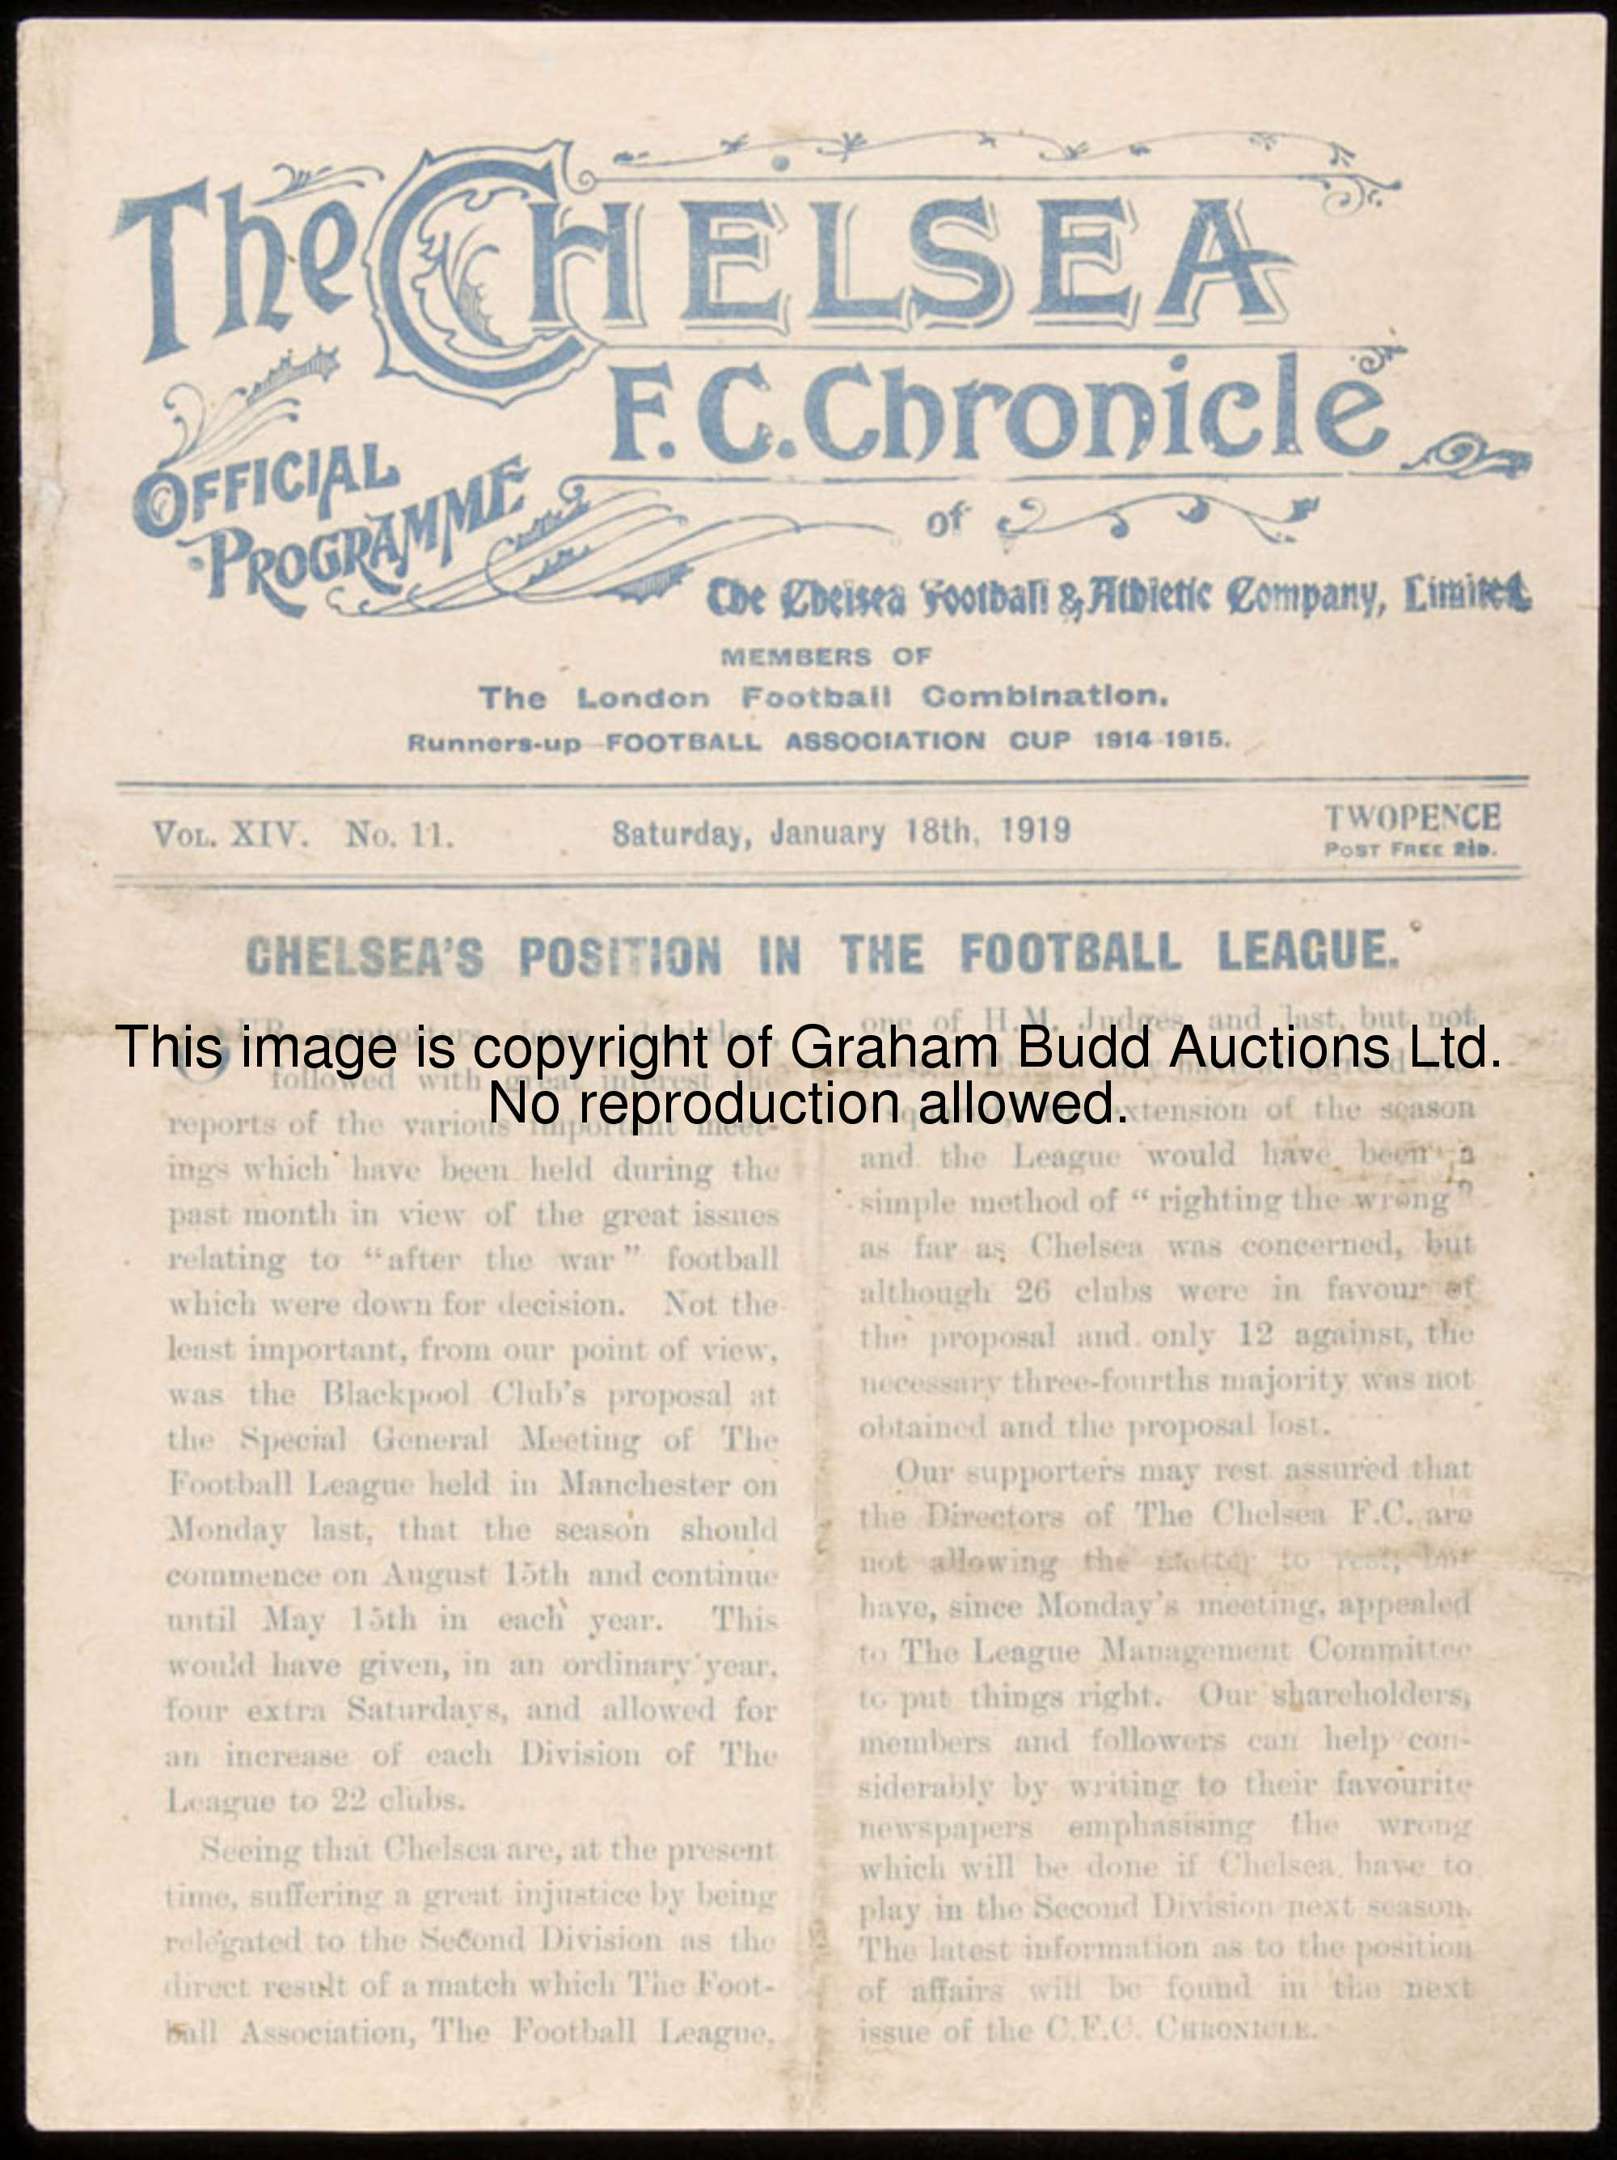 The CHELSEA
F.C. Chronicle
OFFICIAL
PROGRAMME
of
The Chelsea Football & Athletic Company, Limited.
MEMBERS OF
The London Football Combination.
Runners-up—FOOTBALL ASSOCIATION CUP 1914-1915.
VOL. XIV. No. 11.
Saturday, January 18th, 1919
TWOPENCE
POST FREE 2½D.
CHELSEA'S POSITION IN THE FOOTBALL LEAGUE.
OUR supporters have doubtless
followed with great interest the
reports of the various important meet-
ings which have been held during the
past month in view of the great issues
relating to "after the war" football
which were down for decision. Not the
least important, from our point of view,
was the Blackpool Club's proposal at
the Special General Meeting of The
Football League held in Manchester on
Monday last, that the season should
commence on August 15th and continue
until May 15th in each year. This
would have given, in an ordinary year,
four extra Saturdays, and allowed for
an increase of each Division of The
League to 22 clubs.
Seeing that Chelsea are, at the present
time, suffering a great injustice by being
relegated to the Second Division as the
direct result of a match which The Foot-
ball Association, The Football League,
one of H.M. Judges and last, but not
extension of the season
and the League would have been a
simple method of "righting the wrong"
as far as Chelsea was concerned, but
although 26 clubs were in favour of
the proposal and only 12 against, the
necessary three-fourths majority was not
obtained and the proposal lost.
Our supporters may rest assured that
the Directors of The Chelsea F.C. are
not allowing the matter to rest, but
have, since Monday's meeting, appealed
to The League Management Committee
to put things right. Our shareholders,
members and followers can help con-
siderably by writing to their favourite
newspapers emphasising the wrong
which will be done if Chelsea have to
play in the Second Division next season.
The latest information as to the position
of affairs will be found in the next
issue of the C.F.C. CHRONICLE.
This image is copyright of Graham Budd Auctions Ltd.
No reproduction allowed.